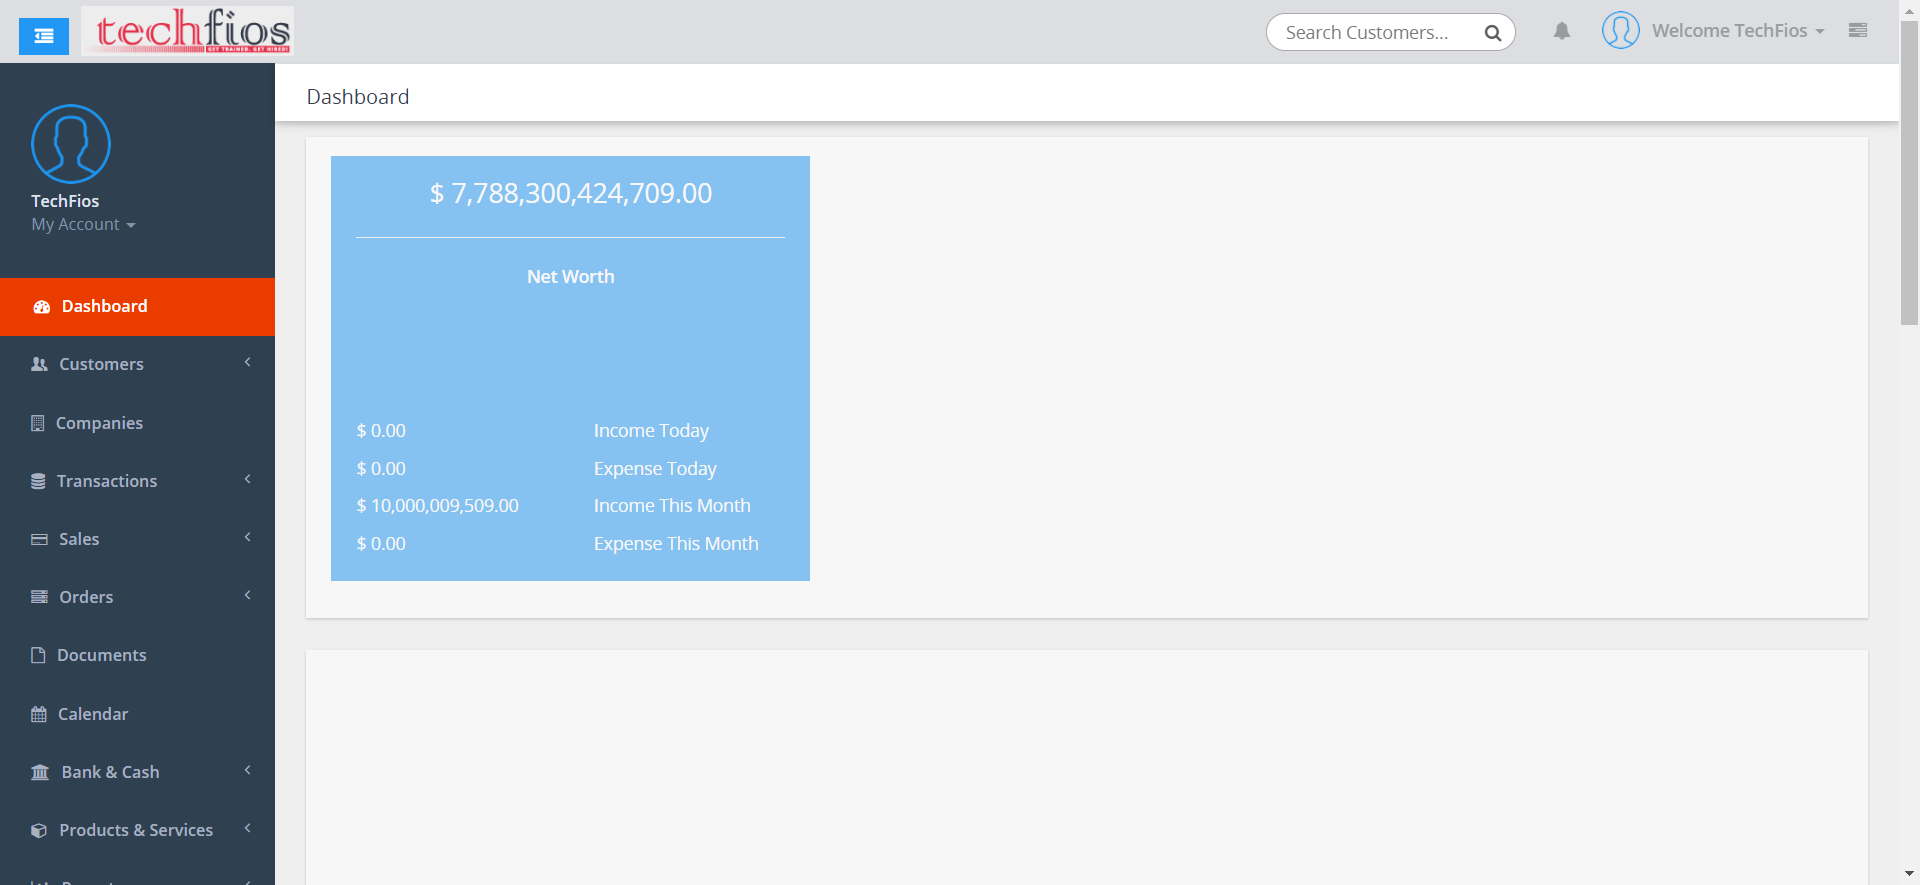 techfios
GET TRAINED. GET HIRED!
Search Customers...
Welcome TechFios
TechFios
My Account
Dashboard
Customers
Companies
Transactions
Sales
Orders
Documents
Calendar
Bank & Cash
Products & Services
Dashboard
$ 7,788,300,424,709.00
Net Worth
$ 0.00 Income Today
$ 0.00 Expense Today
$ 10,000,009,509.00 Income This Month
$ 0.00 Expense This Month